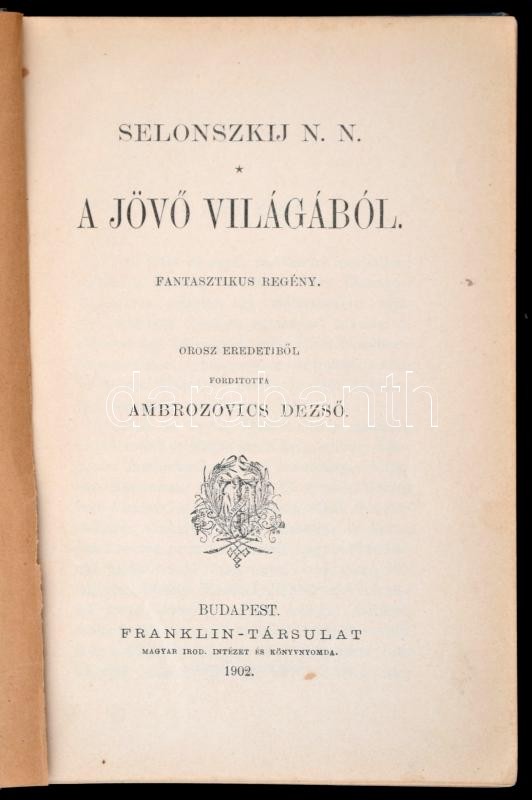 SELONSZKIJ N. N.
*
A JÖVŐ VILÁGÁBÓL.
FANTASZTIKUS REGÉNY.
OROSZ EREDETIBŐL
FORDITOTTA
darabanth
AMBROZOVICS DEZSŐ.
BUDAPEST.
FRANKLIN-TÁRSULAT
MAGYAR IROD. INTÉZET ÉS KÖNYVNYOMDA.
1902.